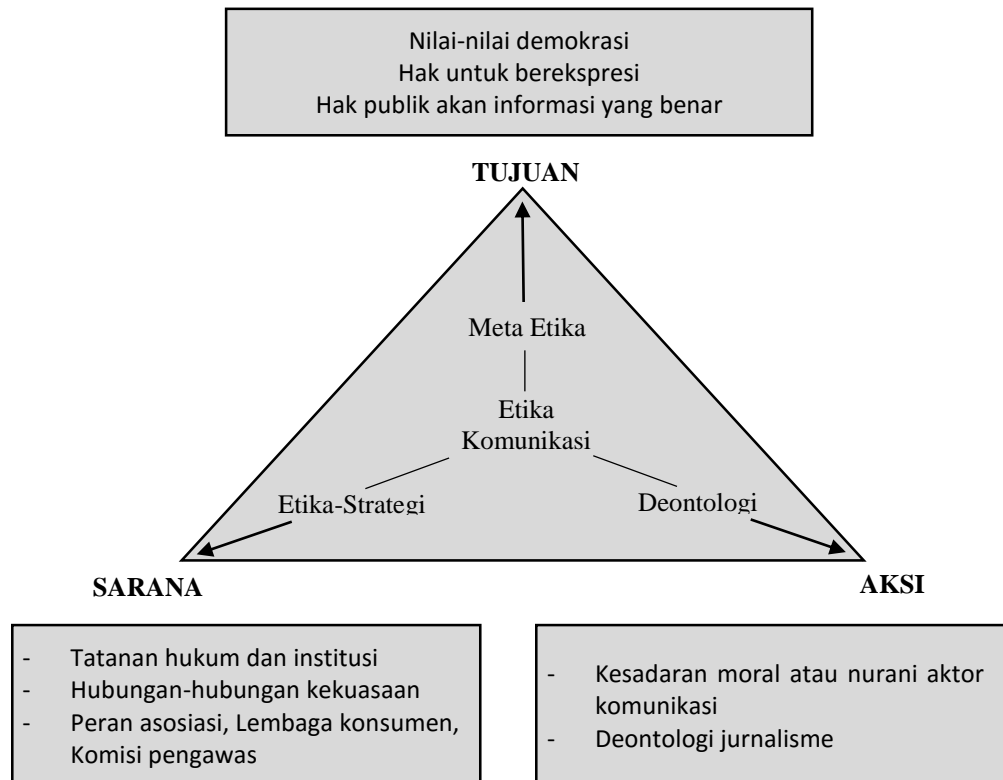 Nilai-nilai demokrasi
Hak untuk berekspresi
Hak publik akan informasi yang benar
TUJUAN
Meta Etika
Etika
Komunikasi
Etika-Strategi
Deontologi
SARANA
AKSI
- Tatanan hukum dan institusi
- Hubungan-hubungan kekuasaan
- Peran asosiasi, Lembaga konsumen,
Komisi pengawas
- Kesadaran moral atau nurani aktor
komunikasi
- Deontologi jurnalisme